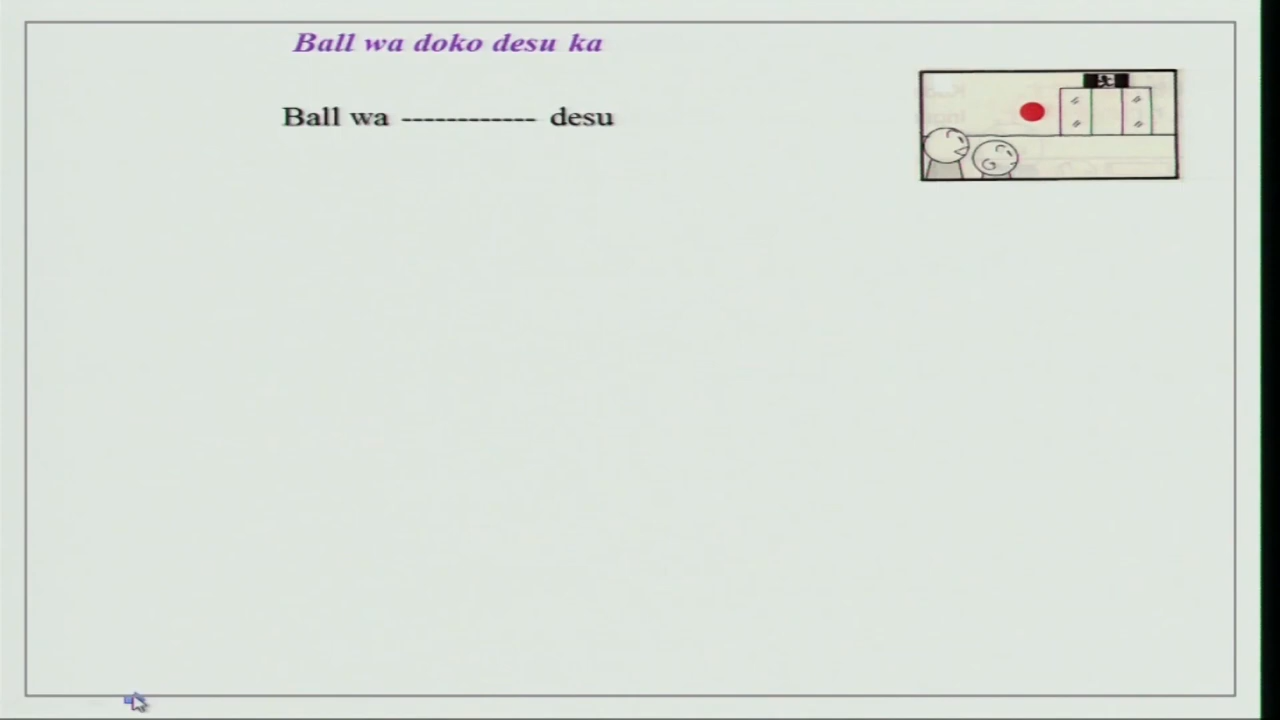 Ball wa doko desu ka
Ball wa ------------ desu